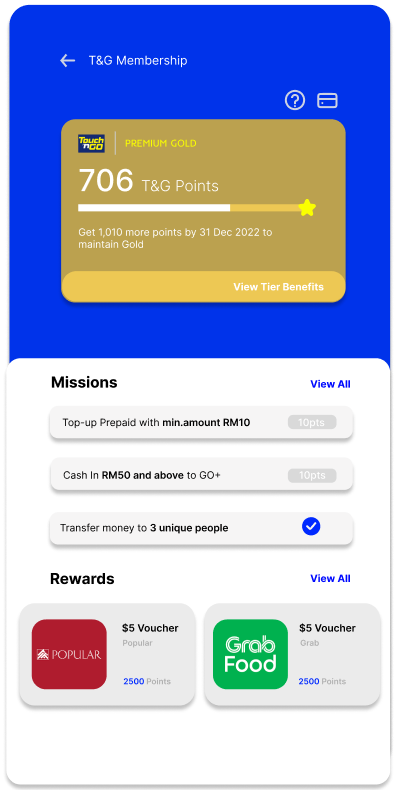 T&G Membership
Touch
'nGO
PREMIUM GOLD
706 T&G Points
Get 1,010 more points by 31 Dec 2022 to
maintain Gold
View Tier Benefits
Missions
View All
Top-up Prepaid with min.amount RM10
10pts
Cash In RM50 and above to GO+
10pts
Transfer money to 3 unique people
Rewards
View All
POPULAR
$5 Voucher
Popular
2500 Points
Grab
Food
$5 Voucher
Grab
2500 Points